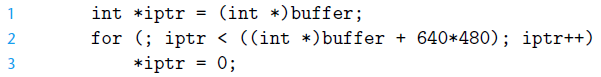 1 int *iptr = (int *)buffer;
2 for (; iptr < ((int *)buffer + 640*480); iptr++)
3 *iptr = 0;